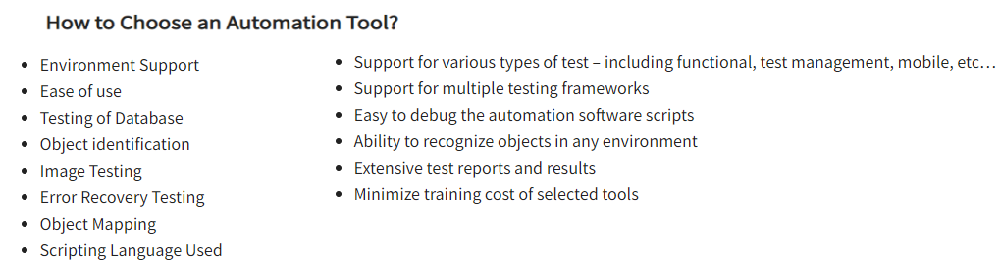 How to Choose an Automation Tool?
Environment Support
Ease of use
Testing of Database
Object identification
Image Testing
Error Recovery Testing
Object Mapping
Scripting Language Used
Support for various types of test – including functional, test management, mobile, etc…
Support for multiple testing frameworks
Easy to debug the automation software scripts
Ability to recognize objects in any environment
Extensive test reports and results
Minimize training cost of selected tools